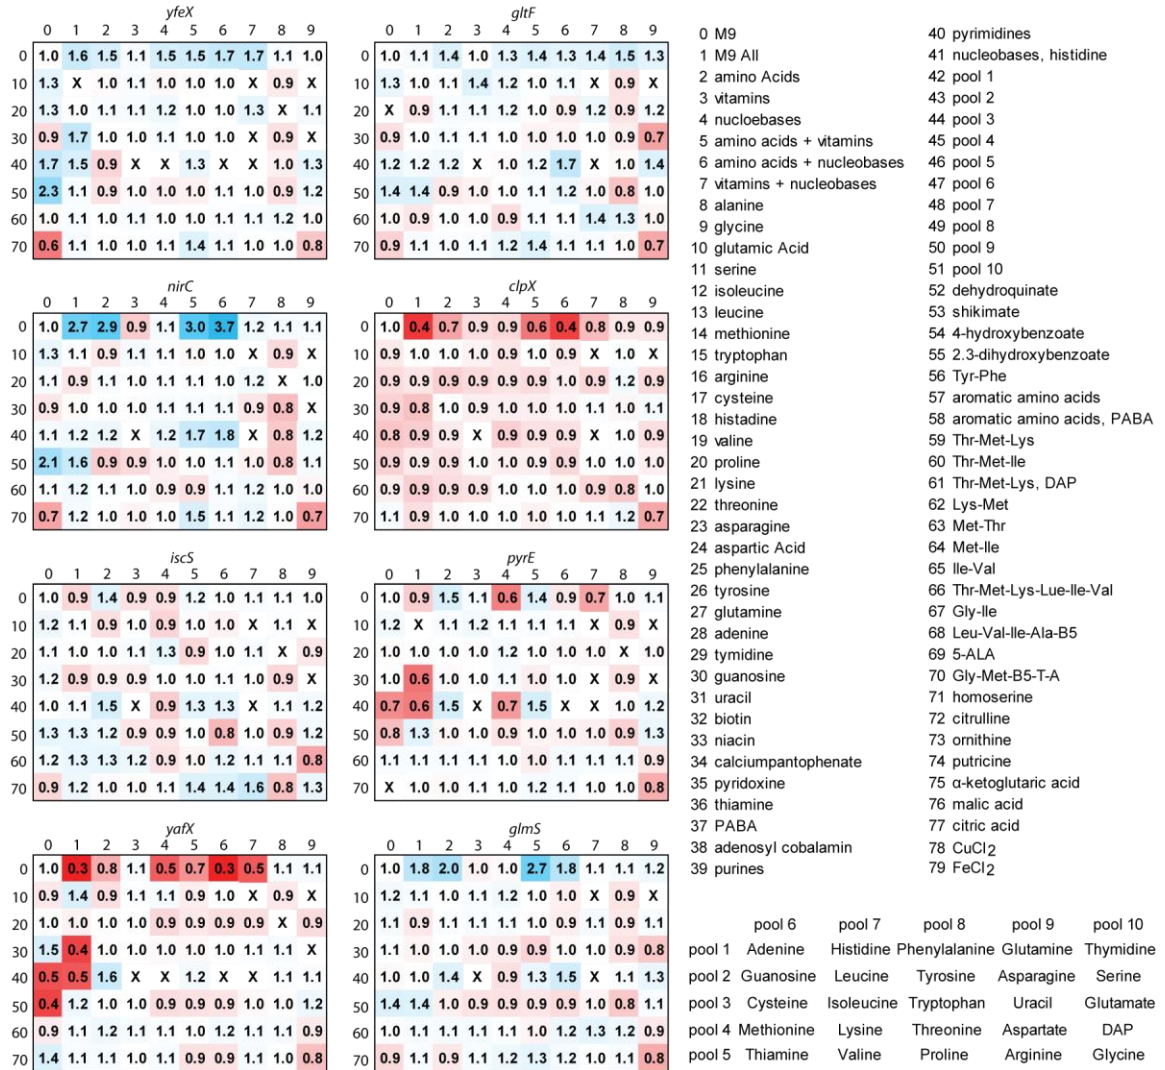 yfeX
0 1 2 3 4 5 6 7 8 9
0 1.0 1.6 1.5 1.1 1.5 1.5 1.7 1.7 1.1 1.0
10 1.3 X 1.0 1.1 1.0 1.0 1.0 X 0.9 X
20 1.3 1.0 1.1 1.1 1.2 1.0 1.0 1.3 X 1.1
30 0.9 1.7 1.0 1.0 1.1 1.0 1.0 X 0.9 X
40 1.7 1.5 0.9 X X 1.3 X X 1.0 1.3
50 2.3 1.1 0.9 1.0 1.0 1.0 1.1 1.0 0.9 1.2
60 1.0 1.1 1.0 1.0 1.0 1.1 1.1 1.1 1.2 1.0
70 0.6 1.1 1.0 1.0 1.1 1.4 1.1 1.0 1.0 0.8
gltF
0 1 2 3 4 5 6 7 8 9
0 1.0 1.1 1.4 1.0 1.3 1.4 1.3 1.4 1.5 1.3
10 1.3 1.0 1.1 1.4 1.2 1.0 1.1 X 0.9 X
20 X 0.9 1.1 1.1 1.2 1.0 0.9 1.2 0.9 1.2
30 0.9 1.0 1.1 1.1 1.0 1.0 1.0 1.0 0.9 0.7
40 1.2 1.2 1.2 X 1.0 1.2 1.7 X 1.0 1.4
50 1.4 1.4 0.9 1.0 1.0 1.1 1.2 1.0 0.8 1.0
60 1.0 0.9 1.0 1.0 0.9 1.1 1.1 1.4 1.3 1.0
70 0.9 1.1 1.0 1.1 1.2 1.4 1.1 1.1 1.0 0.7
nirC
0 1 2 3 4 5 6 7 8 9
0 1.0 2.7 2.9 0.9 1.1 3.0 3.7 1.2 1.1 1.1
10 1.3 1.1 0.9 1.1 1.1 1.0 1.0 X 0.9 X
20 1.1 0.9 1.1 1.0 1.1 1.1 1.0 1.2 X 1.0
30 0.9 1.0 1.0 1.0 1.1 1.1 1.1 0.9 0.8 X
40 1.1 1.2 1.2 X 1.2 1.7 1.8 X 0.8 1.2
50 2.1 1.6 0.9 0.9 1.0 1.0 1.1 1.0 0.8 1.1
60 1.1 1.2 1.1 1.0 0.9 0.9 1.1 1.2 1.0 1.0
70 0.7 1.2 1.0 1.0 1.0 1.5 1.1 1.2 1.0 0.7
clpX
0 1 2 3 4 5 6 7 8 9
0 1.0 0.4 0.7 0.9 0.9 0.6 0.4 0.8 0.9 0.9
10 0.9 1.0 1.0 1.0 0.9 1.0 0.9 X 1.0 X
20 0.9 0.9 0.9 0.9 0.9 0.9 1.0 0.9 1.2 0.9
30 0.9 0.8 1.0 0.9 1.0 1.0 1.0 1.1 1.0 1.1
40 0.8 0.9 0.9 X 0.9 0.9 0.9 X 1.0 0.9
50 0.9 0.9 0.9 1.0 0.9 0.9 1.0 0.9 1.0 1.0
60 0.9 0.9 0.9 0.9 1.0 1.0 1.0 0.9 0.8 1.0
70 1.1 0.9 1.0 1.0 1.0 1.0 1.0 1.1 1.2 0.7
iscS
0 1 2 3 4 5 6 7 8 9
0 1.0 0.9 1.4 0.9 0.9 1.2 1.0 1.1 1.1 1.0
10 1.2 1.1 0.9 1.0 0.9 1.0 1.0 X 1.1 X
20 1.1 1.0 1.0 1.1 1.3 0.9 1.0 1.1 X 0.9
30 1.2 0.9 0.9 0.9 1.0 1.0 1.1 1.0 0.9 X
40 1.0 1.1 1.5 X 0.9 1.3 1.3 X 1.1 1.2
50 1.3 1.3 1.2 0.9 0.9 1.0 0.8 1.0 0.9 1.2
60 1.2 1.3 1.3 1.2 0.9 1.0 1.2 1.1 1.1 0.8
70 0.9 1.2 1.0 1.0 1.1 1.4 1.4 1.6 0.8 1.3
pyrE
0 1 2 3 4 5 6 7 8 9
0 1.0 0.9 1.5 1.1 0.6 1.4 0.9 0.7 1.0 1.1
10 1.2 X 1.1 1.2 1.1 1.1 1.1 X 0.9 X
20 1.0 1.0 1.0 1.0 1.2 1.0 1.0 1.0 X 1.0
30 1.0 0.6 1.0 1.0 1.1 1.0 1.0 X 0.9 X
40 0.7 0.6 1.5 X 0.7 1.5 X X 1.0 1.2
50 0.8 1.3 1.0 1.0 0.9 1.0 1.0 1.0 0.9 1.3
60 1.1 1.1 1.1 1.1 1.0 1.0 1.1 1.1 1.1 0.9
70 X 1.0 1.0 1.1 1.0 1.2 1.1 1.0 1.0 0.8
yafX
0 1 2 3 4 5 6 7 8 9
0 1.0 0.3 0.8 1.1 0.5 0.7 0.3 0.5 1.1 1.1
10 0.9 1.4 0.9 1.1 1.1 0.9 1.0 X 0.9 X
20 1.0 1.0 1.0 1.0 0.9 0.9 0.9 0.9 X 0.9
30 1.5 0.4 1.0 1.0 1.0 1.0 1.0 1.1 1.1 X
40 0.5 0.5 1.6 X X 1.2 X X 1.1 1.1
50 0.4 1.2 1.0 1.0 0.9 0.9 0.9 1.0 1.0 1.2
60 0.9 1.1 1.2 1.1 1.1 1.0 1.2 1.1 1.1 0.9
70 1.4 1.1 1.1 1.0 1.1 0.9 0.9 1.1 1.0 0.8
glmS
0 1 2 3 4 5 6 7 8 9
0 1.0 1.8 2.0 1.0 1.0 2.7 1.8 1.1 1.1 1.2
10 1.2 1.1 1.0 1.0 1.1 1.0 1.0 X 0.9 X
20 1.1 0.9 1.1 1.1 1.1 1.0 0.9 1.1 0.9 1.1
30 1.1 1.0 1.0 0.9 0.9 1.0 1.0 1.0 0.9 0.8
40 1.0 1.0 1.4 X 0.9 1.3 1.5 X 1.1 1.3
50 1.4 1.4 1.0 0.9 0.9 0.9 1.0 1.0 0.8 1.1
60 1.0 1.1 1.1 1.1 1.1 1.0 1.2 1.3 1.2 0.9
70 0.9 1.1 0.9 1.1 1.2 1.3 1.2 1.0 1.1 0.8
0 M9
1 M9 All
2 amino Acids
3 vitamins
4 nucloebases
5 amino acids + vitamins
6 amino acids + nucleobases
7 vitamins + nucleobases
8 alanine
9 glycine
10 glutamic Acid
11 serine
12 isoleucine
13 leucine
14 methionine
15 tryptophan
16 arginine
17 cysteine
18 histadine
19 valine
20 proline
21 lysine
22 threonine
23 asparagine
24 aspartic Acid
25 phenylalanine
26 tyrosine
27 glutamine
28 adenine
29 tymidine
30 guanosine
31 uracil
32 biotin
33 niacin
34 calciumpantophenate
35 pyridoxine
36 thiamine
37 PABA
38 adenosyl cobalamin
39 purines
40 pyrimidines
41 nucleobases, histidine
42 pool 1
43 pool 2
44 pool 3
45 pool 4
46 pool 5
47 pool 6
48 pool 7
49 pool 8
50 pool 9
51 pool 10
52 dehydroquinate
53 shikimate
54 4-hydroxybenzoate
55 2.3-dihydroxybenzoate
56 Tyr-Phe
57 aromatic amino acids
58 aromatic amino acids, PABA
59 Thr-Met-Lys
60 Thr-Met-Ile
61 Thr-Met-Lys, DAP
62 Lys-Met
63 Met-Thr
64 Met-Ile
65 Ile-Val
66 Thr-Met-Lys-Lue-Ile-Val
67 Gly-Ile
68 Leu-Val-Ile-Ala-B5
69 5-ALA
70 Gly-Met-B5-T-A
71 homoserine
72 citrulline
73 ornithine
74 putricine
75 α-ketoglutaric acid
76 malic acid
77 citric acid
78 CuCl2
79 FeCl2
pool 6 pool 7 pool 8 pool 9 pool 10
pool 1 Adenine Histidine Phenylalanine Glutamine Thymidine
pool 2 Guanosine Leucine Tyrosine Asparagine Serine
pool 3 Cysteine Isoleucine Tryptophan Uracil Glutamate
pool 4 Methionine Lysine Threonine Aspartate DAP
pool 5 Thiamine Valine Proline Arginine Glycine